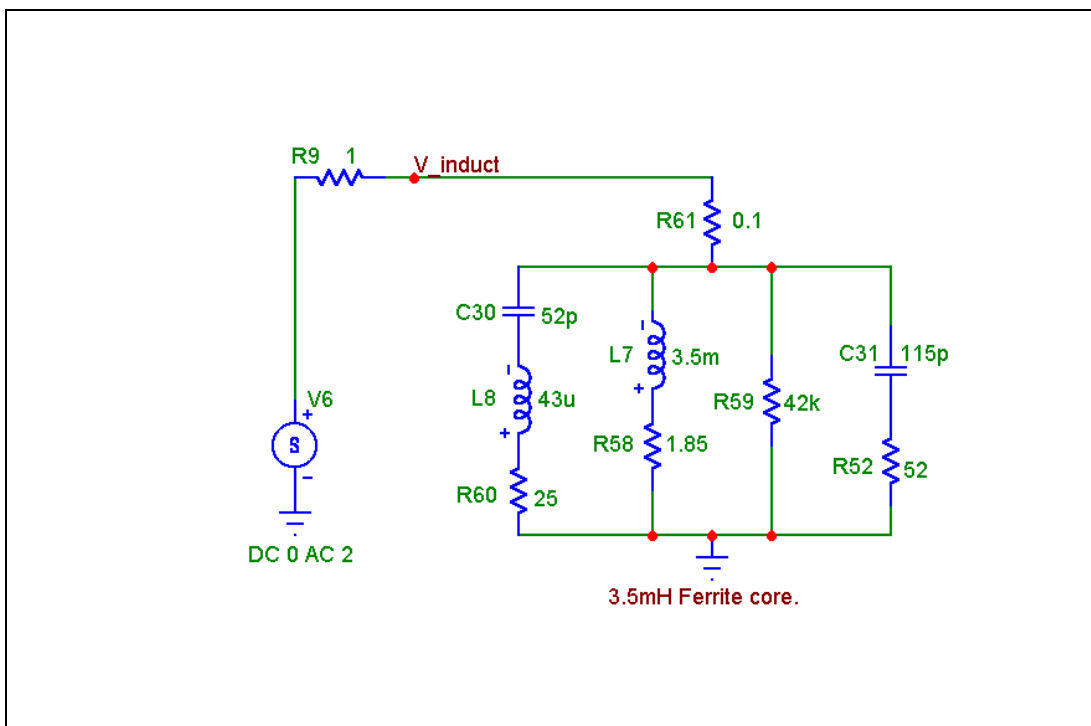 R9 1
V_induct
R61 0.1
C30 52p
L7 3.5m
C31 115p
L8 43u
V6
R59 42k
R58 1.85
R52 52
R60 25
+
S
-
DC 0 AC 2
3.5mH Ferrite core.